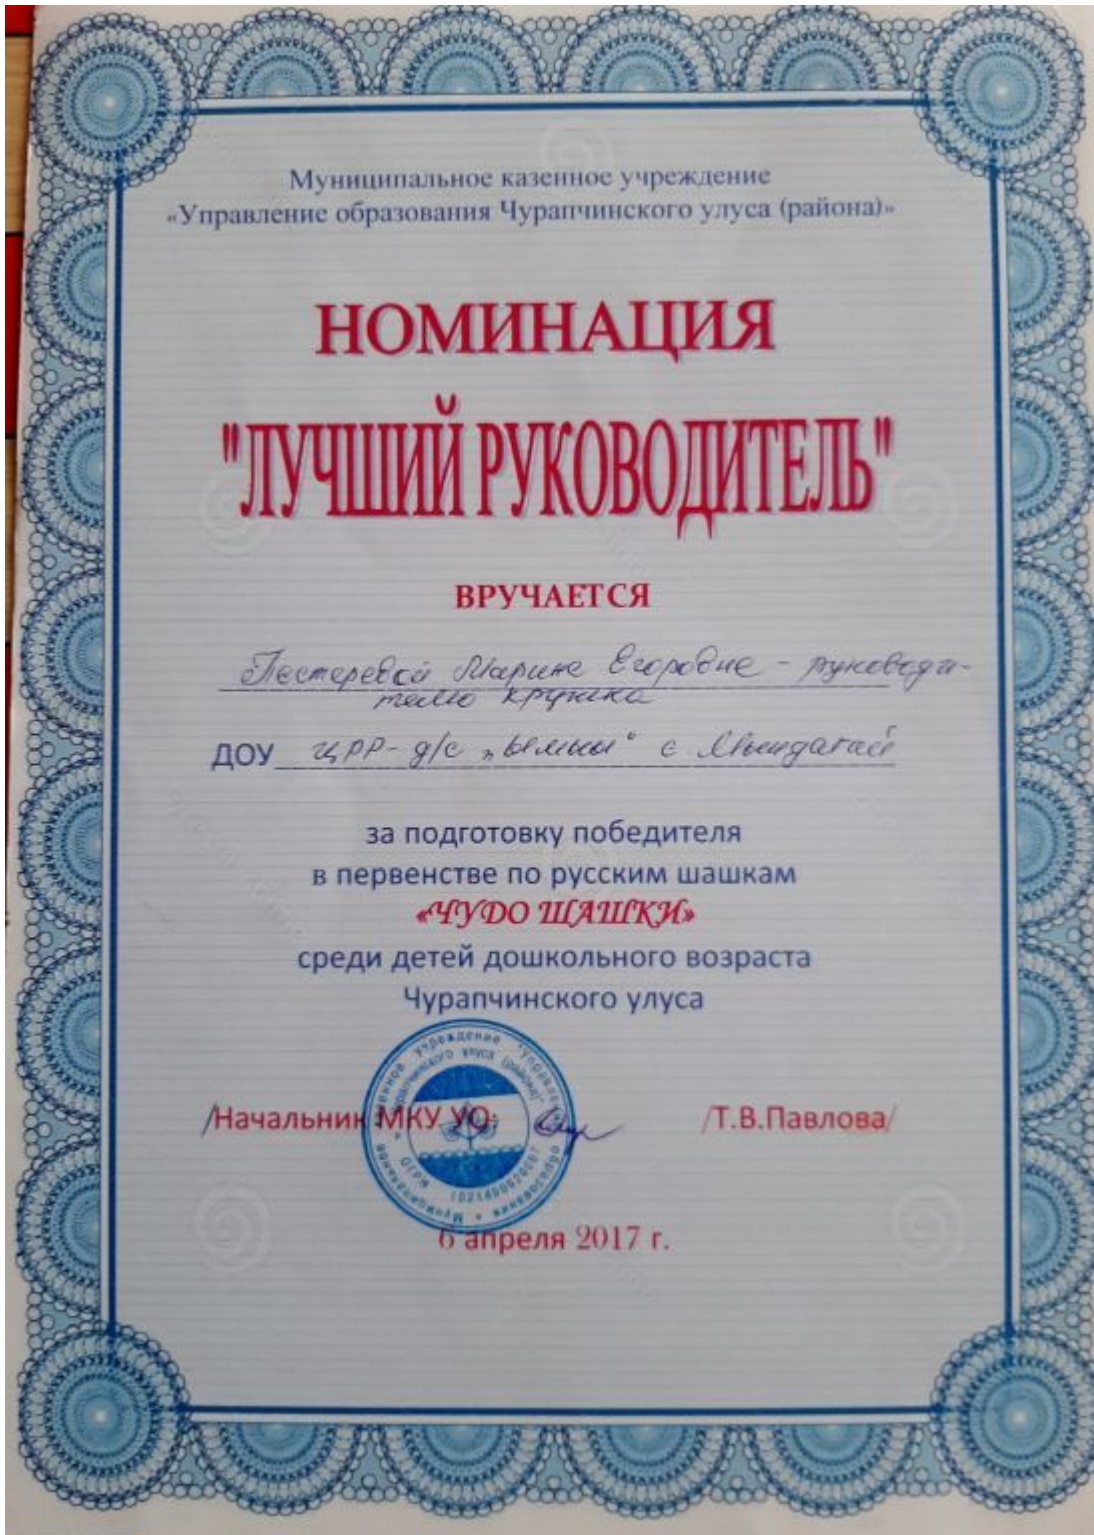 Муниципальное казенное учреждение
«Управление образования Чурапчинского улуса (района)»
НОМИНАЦИЯ
"ЛУЧШИЙ РУКОВОДИТЕЛЬ"
ВРУЧАЕТСЯ
Пестеревой Марине Егоровне - руководи-
телю кружка
ДОУ ЦРР- д/с „Ымыы“ с Мындагай
за подготовку победителя
в первенстве по русским шашкам
«ЧУДО ШАШКИ»
среди детей дошкольного возраста
Чурапчинского улуса
/Начальник МКУ УО: /Т.В.Павлова/
6 апреля 2017 г.